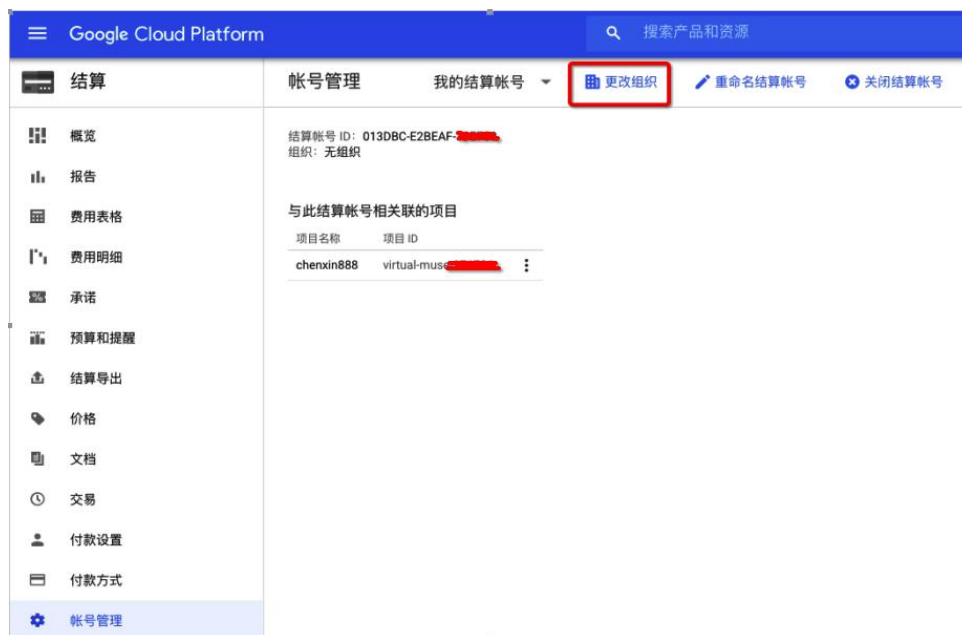 Google Cloud Platform
搜索产品和资源
结算
帐号管理
我的结算帐号
更改组织
重命名结算帐号
关闭结算帐号
概览
报告
费用表格
费用明细
承诺
预算和提醒
结算导出
价格
文档
交易
付款设置
付款方式
帐号管理
结算帐号 ID: 013DBC-E2BEAF-
组织: 无组织
与此结算帐号相关联的项目
项目名称 项目 ID
chenxin888 virtual-muse